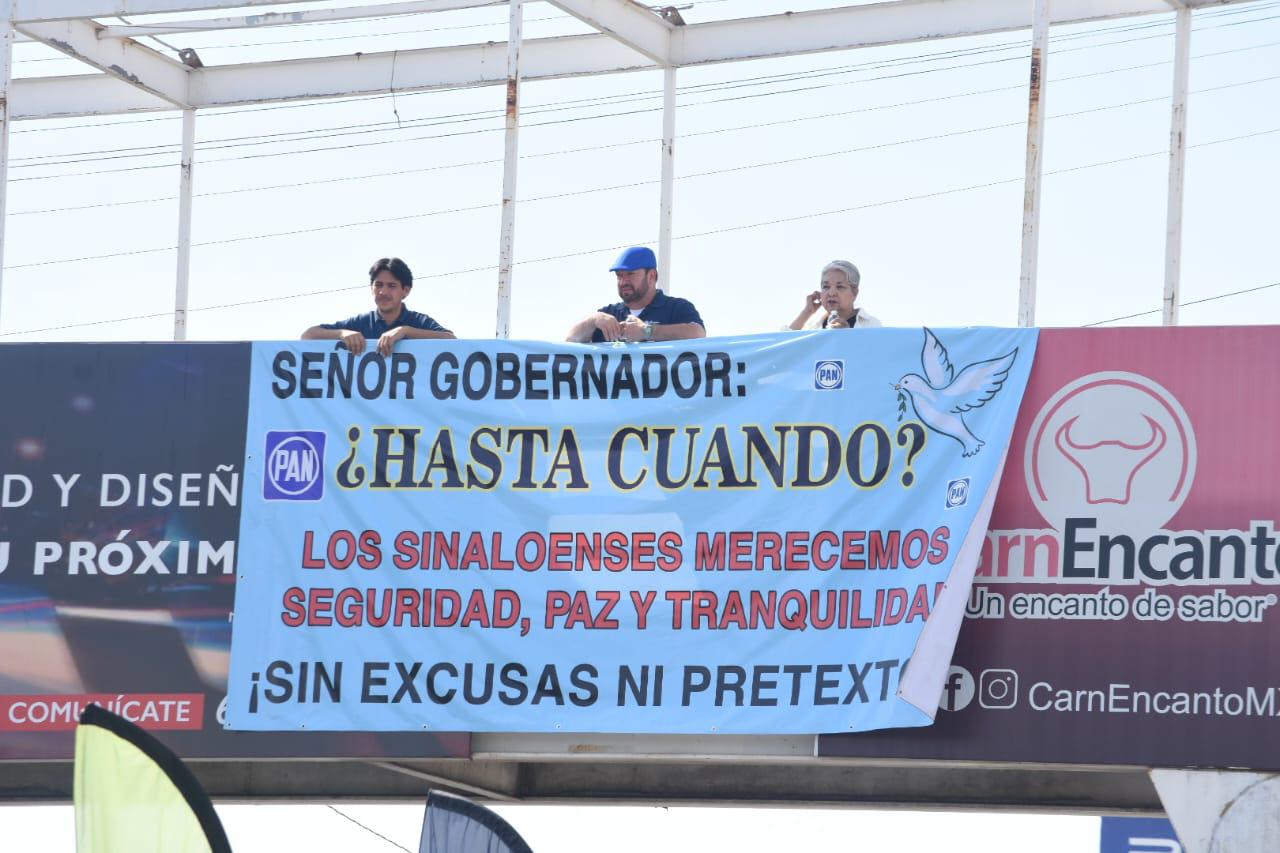 SEÑOR GOBERNADOR:
PAN
PAN
¿HASTA CUANDO?
PAN
LOS SINALOENSES MERECEMOS
SEGURIDAD, PAZ Y TRANQUILIDA
¡SIN EXCUSAS NI PRETEXTO
D Y DISEÑ
U PRÓXIM
COMUNÍCATE
CarnEncanto
Un encanto de sabor
CarnEncantoMX